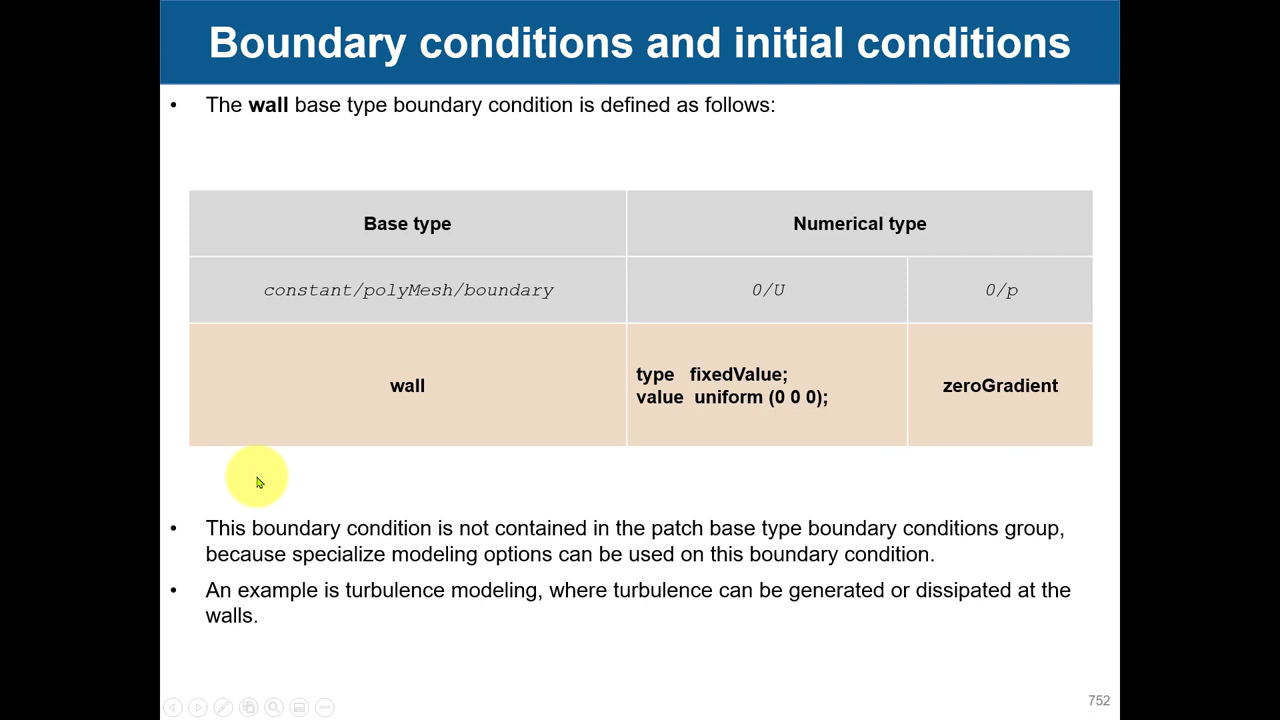 Boundary conditions and initial conditions
• The wall base type boundary condition is defined as follows:
Base type
Numerical type
constant/polyMesh/boundary
0/U
0/p
wall
type fixedValue;
value uniform (0 0 0);
zeroGradient
• This boundary condition is not contained in the patch base type boundary conditions group,
because specialize modeling options can be used on this boundary condition.
• An example is turbulence modeling, where turbulence can be generated or dissipated at the
walls.
752